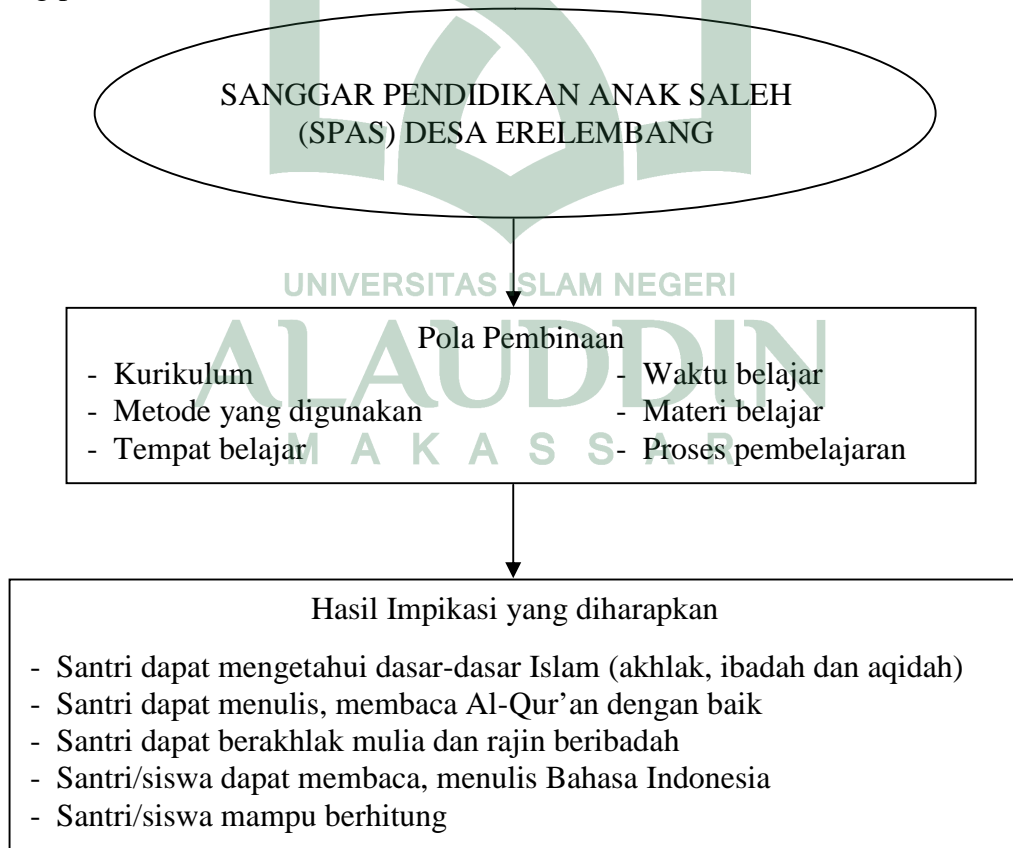 SANGGAR PENDIDIKAN ANAK SALEH
(SPAS) DESA ERELEMBANG
UNIVERSITAS ISLAM NEGERI
ALAUDDIN
MAKASSAR
Pola Pembinaan
- Kurikulum
- Metode yang digunakan
- Tempat belajar
- Waktu belajar
- Materi belajar
- Proses pembelajaran
Hasil Impikasi yang diharapkan
- Santri dapat mengetahui dasar-dasar Islam (akhlak, ibadah dan aqidah)
- Santri dapat menulis, membaca Al-Qur’an dengan baik
- Santri dapat berakhlak mulia dan rajin beribadah
- Santri/siswa dapat membaca, menulis Bahasa Indonesia
- Santri/siswa mampu berhitung